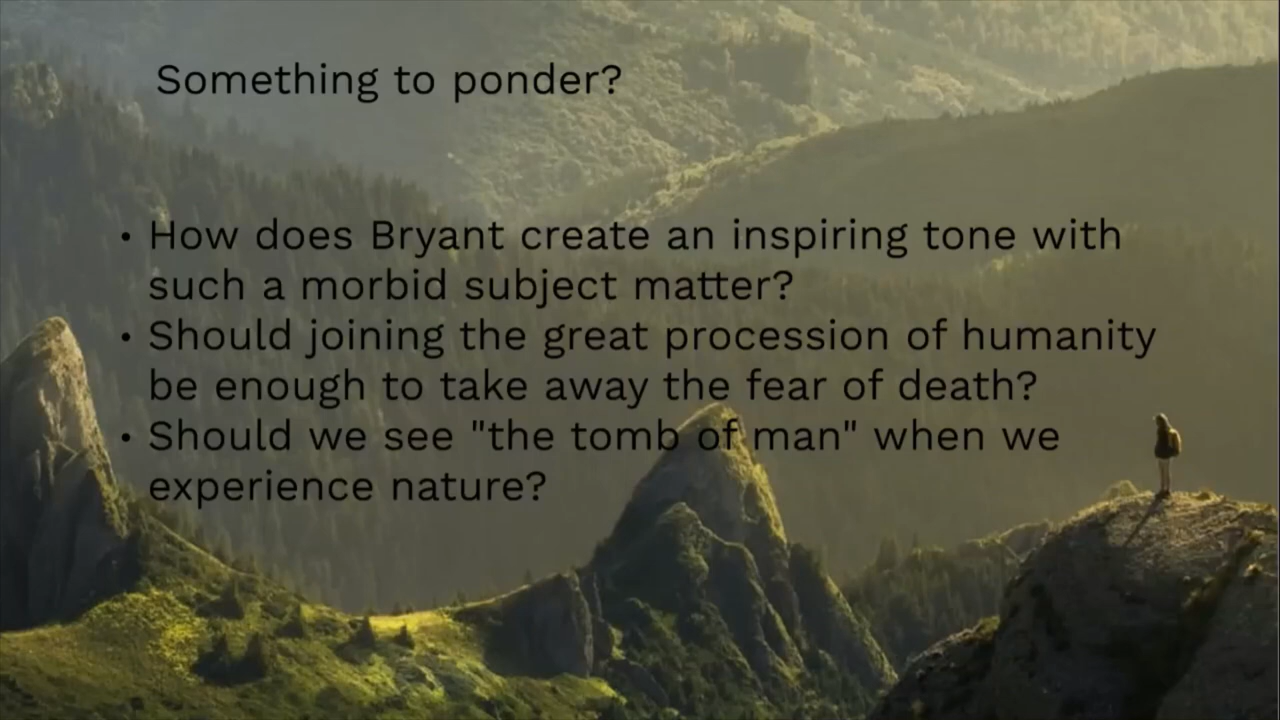 Something to ponder?
• How does Bryant create an inspiring tone with
such a morbid subject matter?
• Should joining the great procession of humanity
be enough to take away the fear of death?
• Should we see "the tomb of man" when we
experience nature?